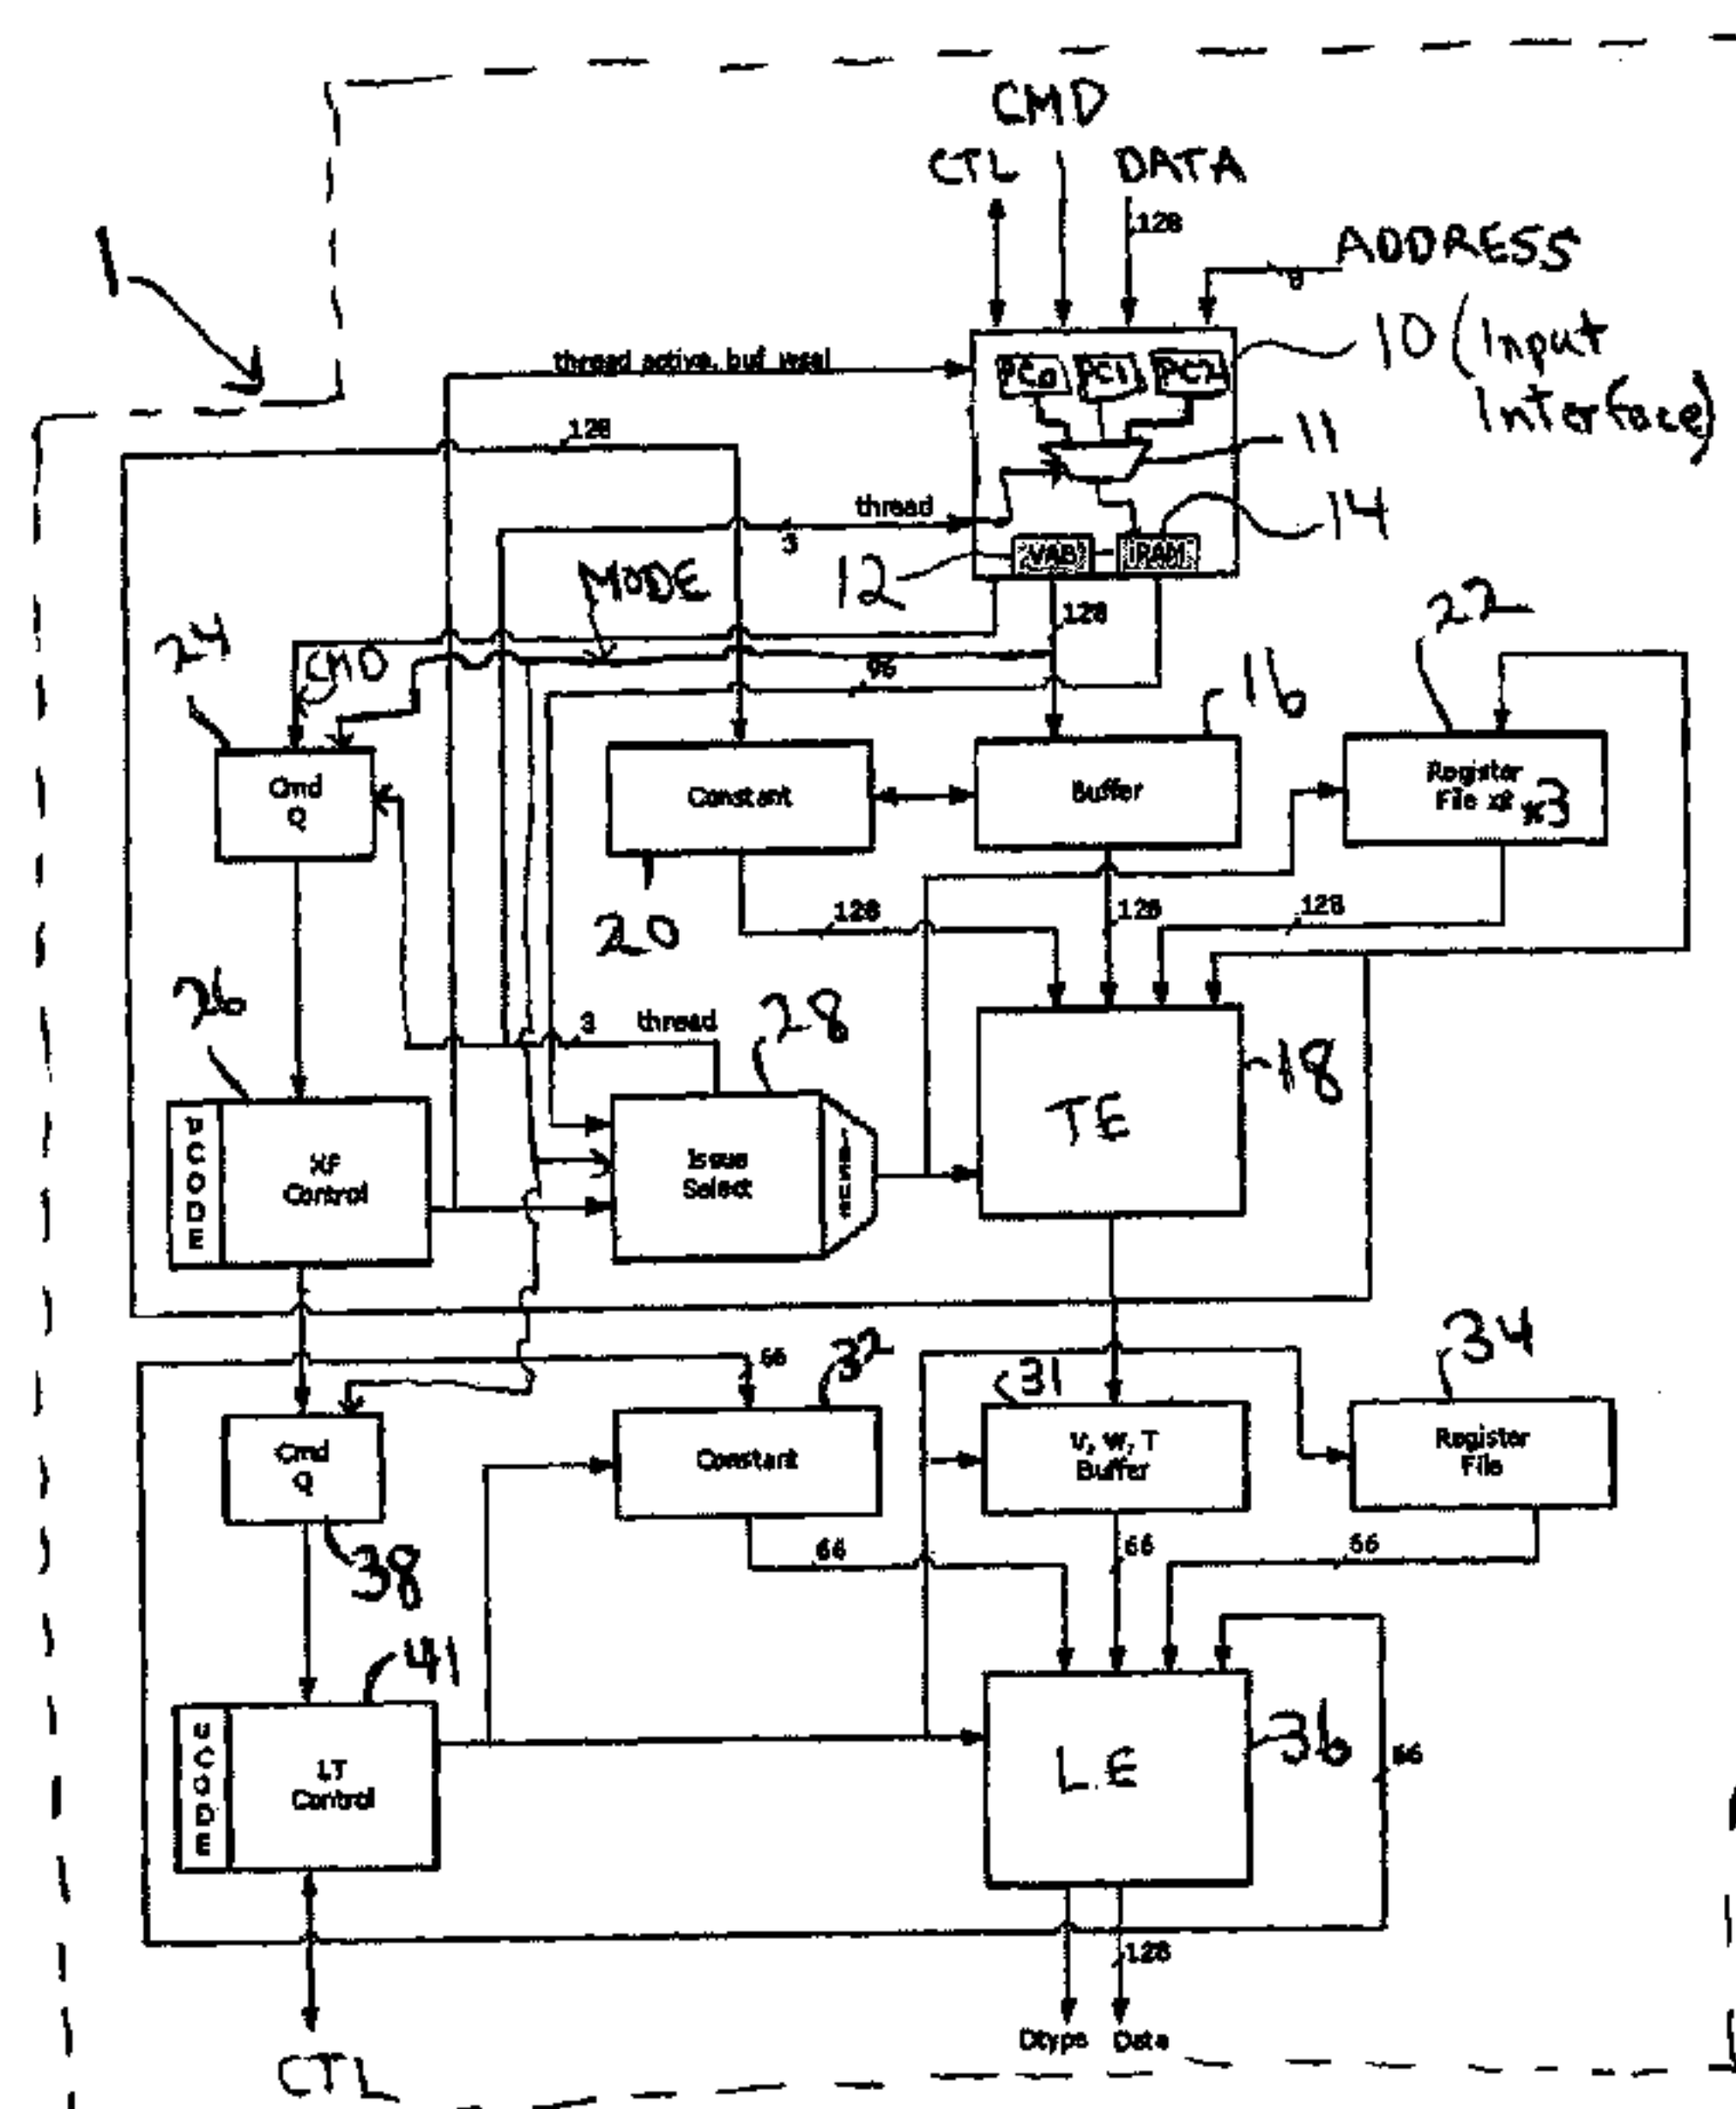 CMD
CTL
DATA
128
ADDRESS
1
10 (Input
Interface)
thread active, buf
PC0 PC1 PC2
11
128
thread
3
14
12
VAB
IRAM
MODE
128
22
24
CMD
96
16
Cmd
Q
Constant
Buffer
Register
File
x3
20
128
128
128
26
3
thread
28
18
UCODE
XF
Control
Issue
Select
TE
66
32
31
34
Cmd
Q
Constant
V, W, T
Buffer
Register
File
38
66
66
66
41
UCODE
LT
Control
LE
36
66
128
Dtype
Data
CTL